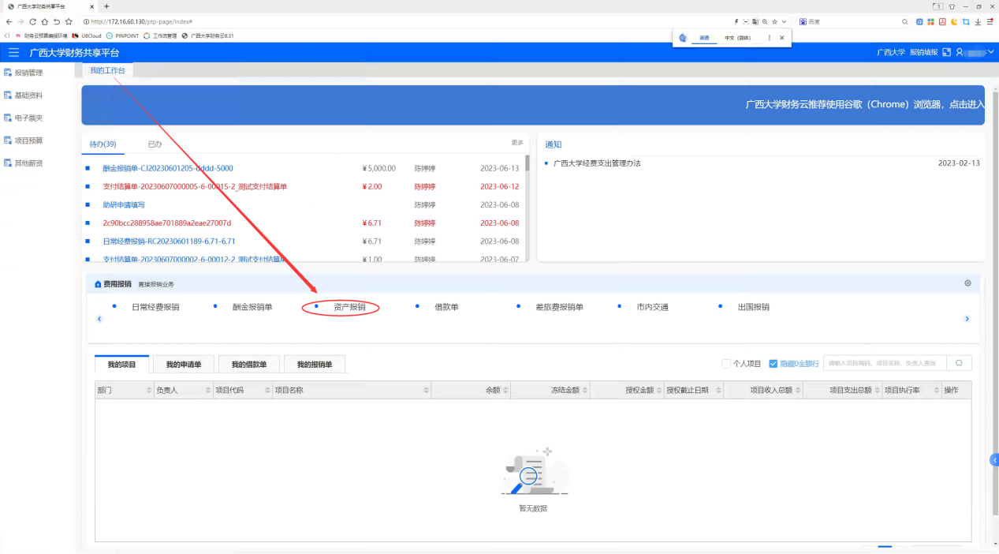 广西大学财务共享平台
http://172.16.60.130/ptp-page/index#
百度
财务云预算编报环境 U8Cloud PINPOINT 工作流管理 广西大学财务云8.31
英语 中文 (简体)
广西大学财务共享平台
广西大学 报销填报
报销管理
基础资料
电子票夹
项目预算
其他薪资
我的工作台
广西大学财务云推荐使用谷歌（Chrome）浏览器，点击进入
待办(39) 已办 更多
酬金报销单-CJ20230601205-dddd-5000 ￥5,000.00 陈婷婷 2023-06-13
支付结算单-20230607000005-6-00015-2_测试支付结算单 ￥2.00 陈婷婷 2023-06-12
助研申请填写 陈婷婷 2023-06-08
2c90bcc288958ae701889a2eae27007d ￥6.71 陈婷婷 2023-06-08
日常经费报销-RC20230601189-6.71-6.71 ￥6.71 陈婷婷 2023-06-08
支付结算单-20230607000002-6-00012-2_测试支付结算单 ￥1.00 陈婷婷 2023-06-07
通知
广西大学经费支出管理办法 2023-02-13
费用报销 直接报销业务
日常经费报销 酬金报销单 资产报销 借款单 差旅费报销单 市内交通 出国报销
我的项目 我的申请单 我的借款单 我的报销单
个人项目 隐藏0金额行 请输入项目编码、项目名称、负责人查询
部门 负责人 项目代码 项目名称 余额 冻结金额 授权金额 授权截止日期 项目收入总额 项目支出总额 项目执行率 操作
暂无数据